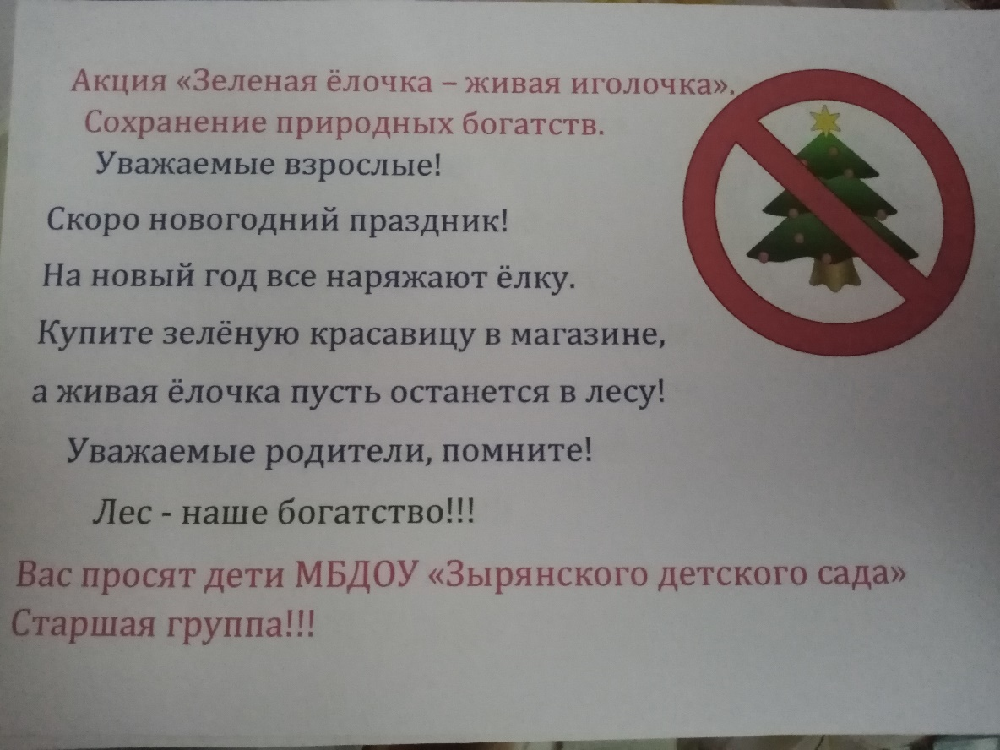 Акция «Зеленая ёлочка – живая иголочка».
Сохранение природных богатств.
Уважаемые взрослые!
Скоро новогодний праздник!
На новый год все наряжают ёлку.
Купите зелёную красавицу в магазине,
а живая ёлочка пусть останется в лесу!
Уважаемые родители, помните!
Лес - наше богатство!!!
Вас просят дети МБДОУ «Зырянского детского сада»
Старшая группа!!!